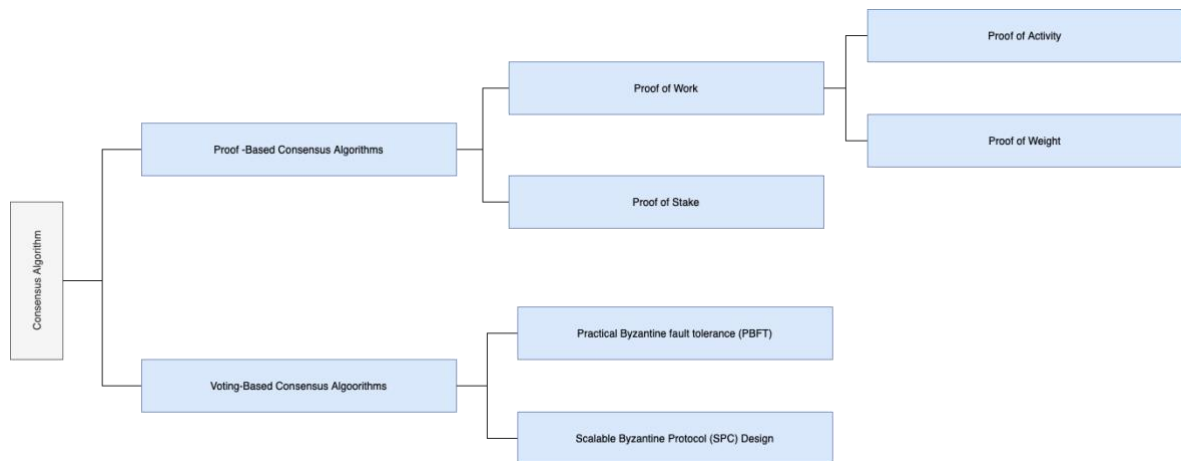 Consensus Algorithm
Proof -Based Consensus Algorithms
Proof of Work
Proof of Activity
Proof of Weight
Proof of Stake
Voting-Based Consensus Algoorithms
Practical Byzantine fault tolerance (PBFT)
Scalable Byzantine Protocol (SPC) Design